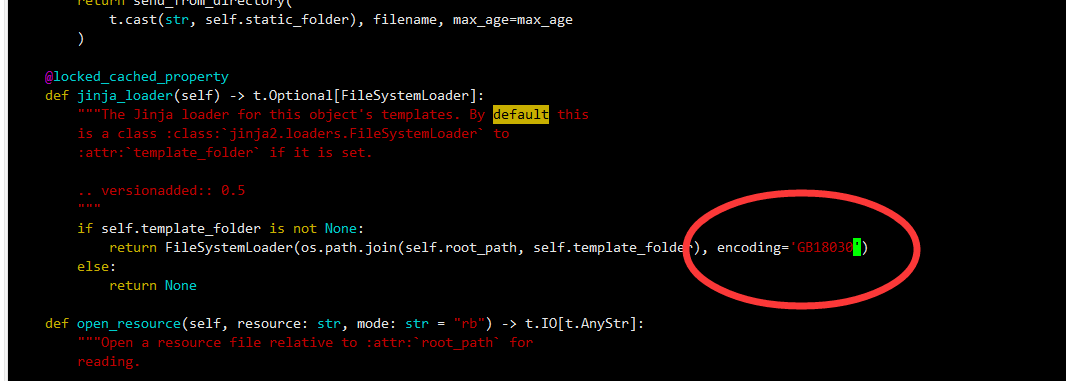 return send_from_directory(
t.cast(str, self.static_folder), filename, max_age=max_age
)
@locked_cached_property
def jinja_loader(self) -> t.Optional[FileSystemLoader]:
"""The Jinja loader for this object's templates. By default this
is a class :class:`jinja2.loaders.FileSystemLoader` to
:attr:`template_folder` if it is set.
.. versionadded:: 0.5
"""
if self.template_folder is not None:
return FileSystemLoader(os.path.join(self.root_path, self.template_folder), encoding='GB18030')
else:
return None
def open_resource(self, resource: str, mode: str = "rb") -> t.IO[t.AnyStr]:
"""Open a resource file relative to :attr:`root_path` for
reading.